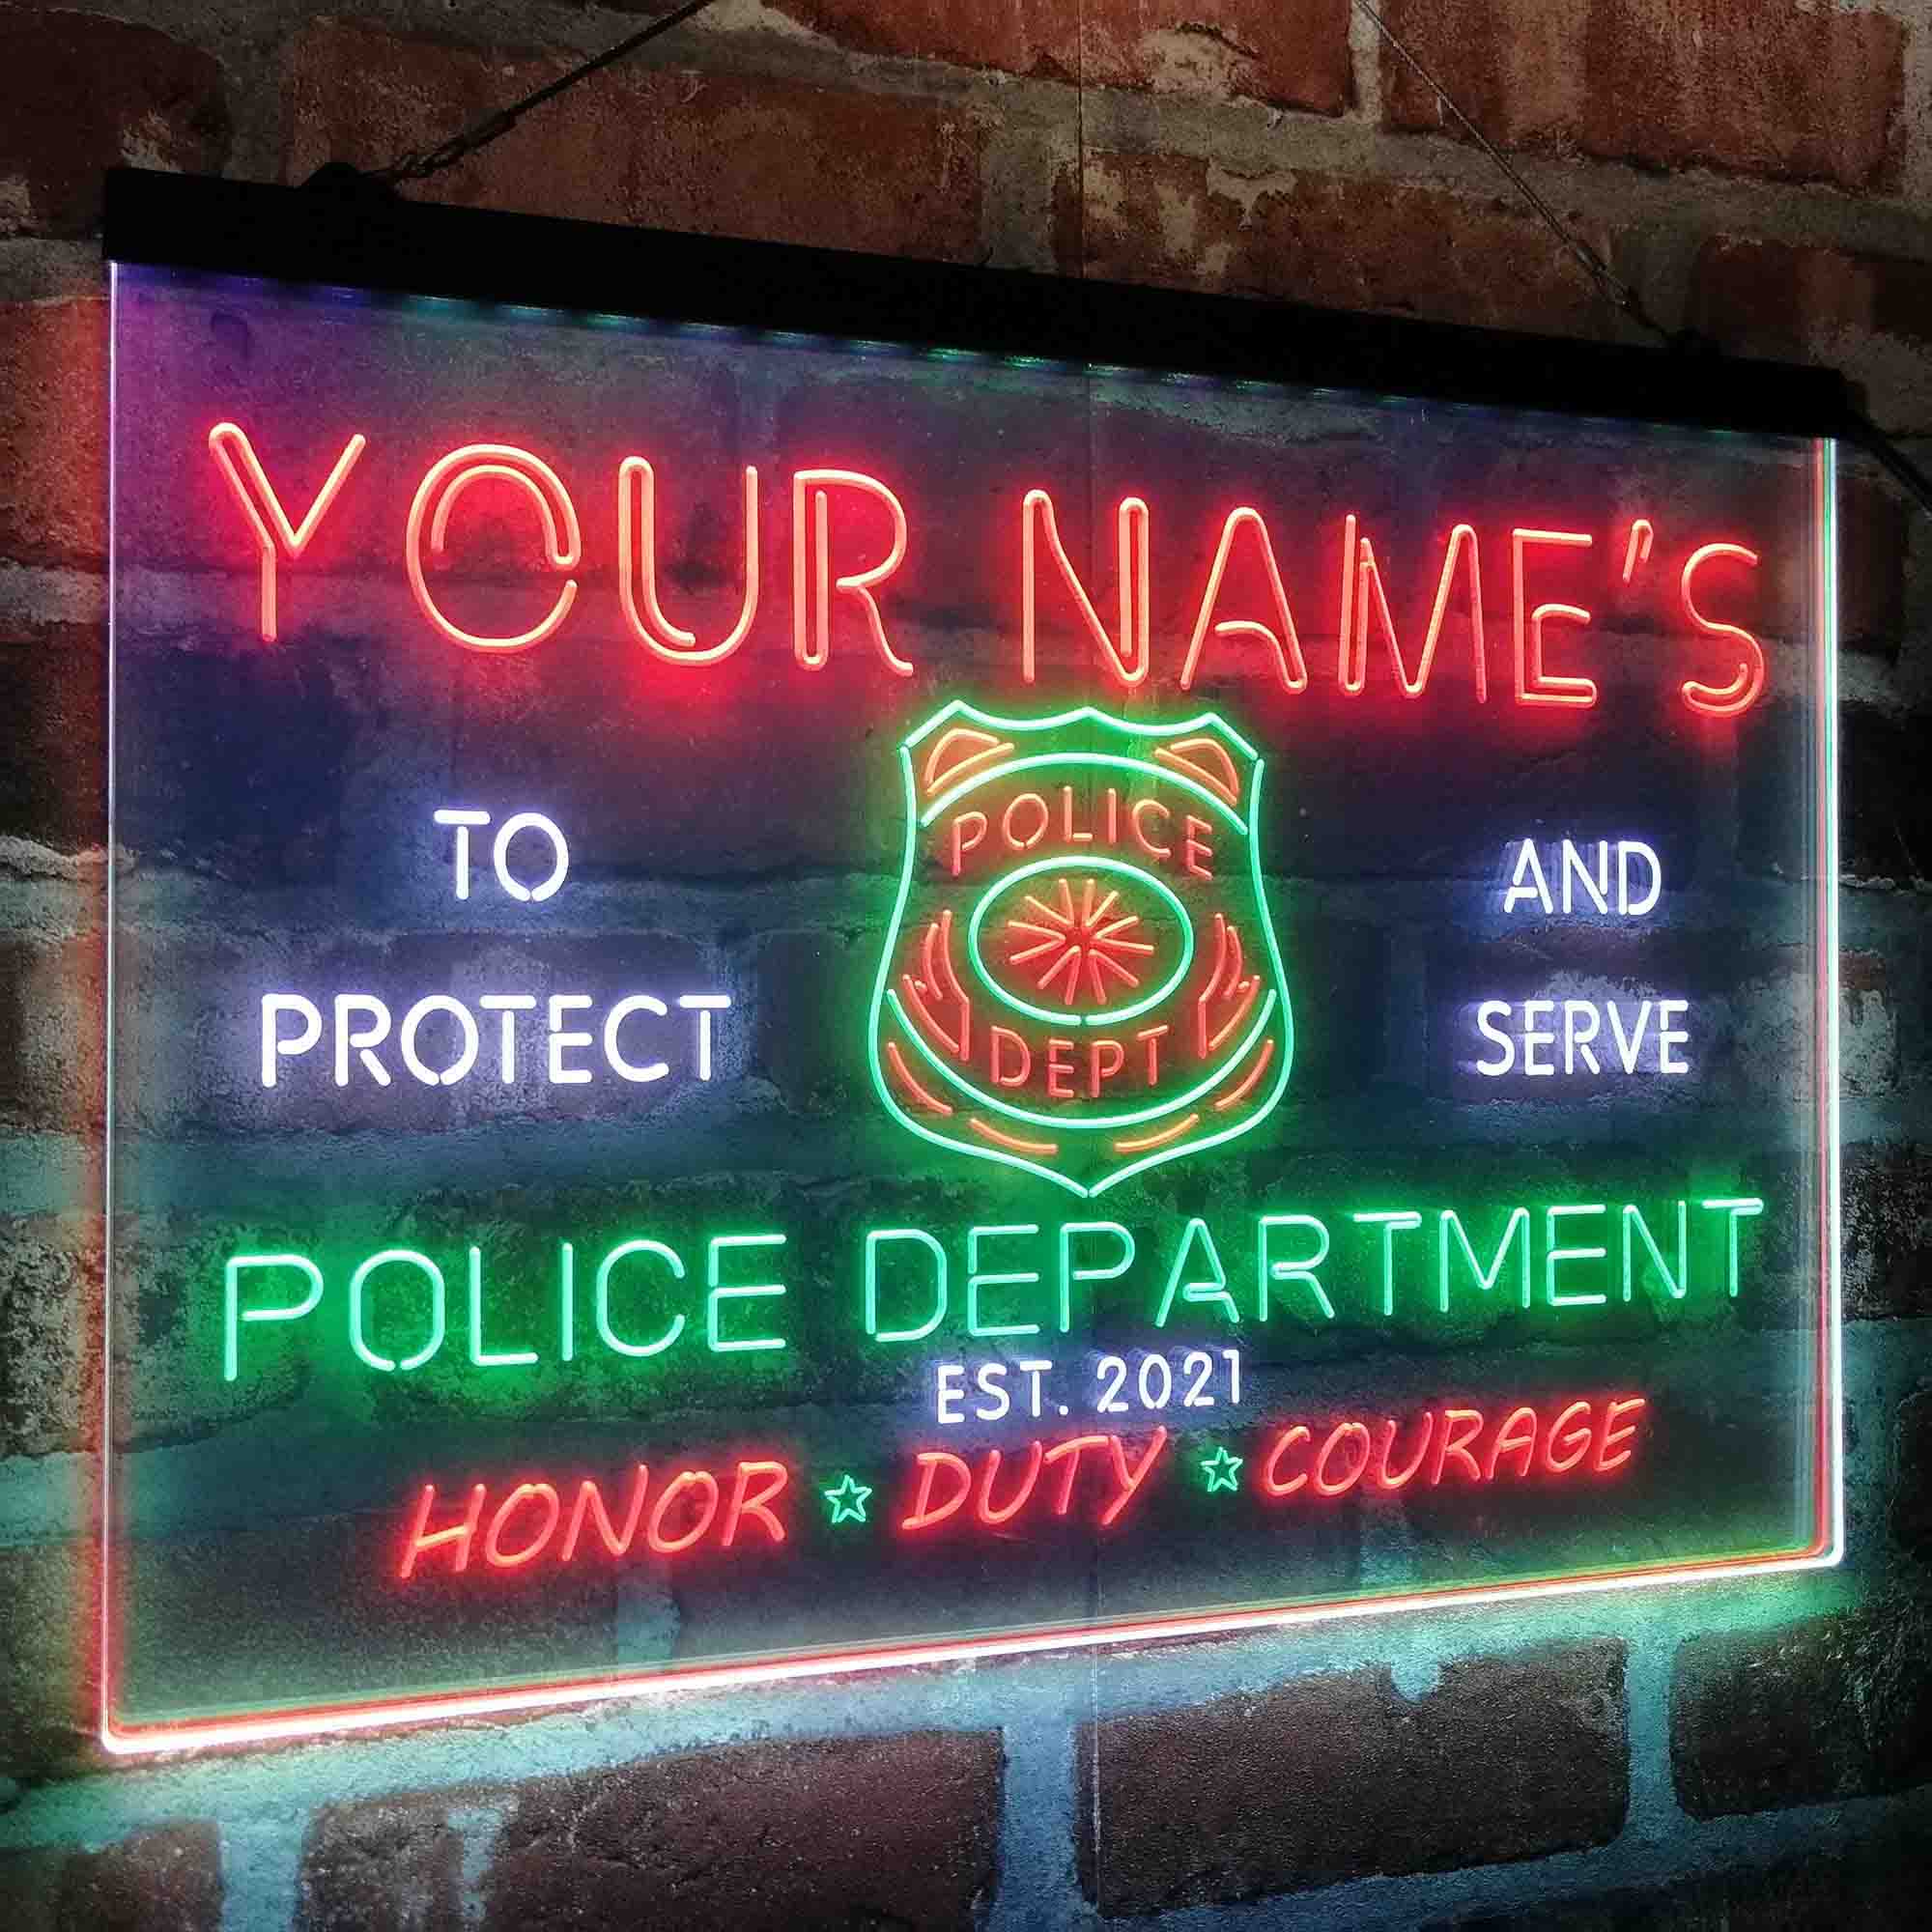 YOUR NAME'S
TO
PROTECT
POLICE
DEPT
AND
SERVE
POLICE DEPARTMENT
EST. 2021
HONOR ☆ DUTY ☆ COURAGE